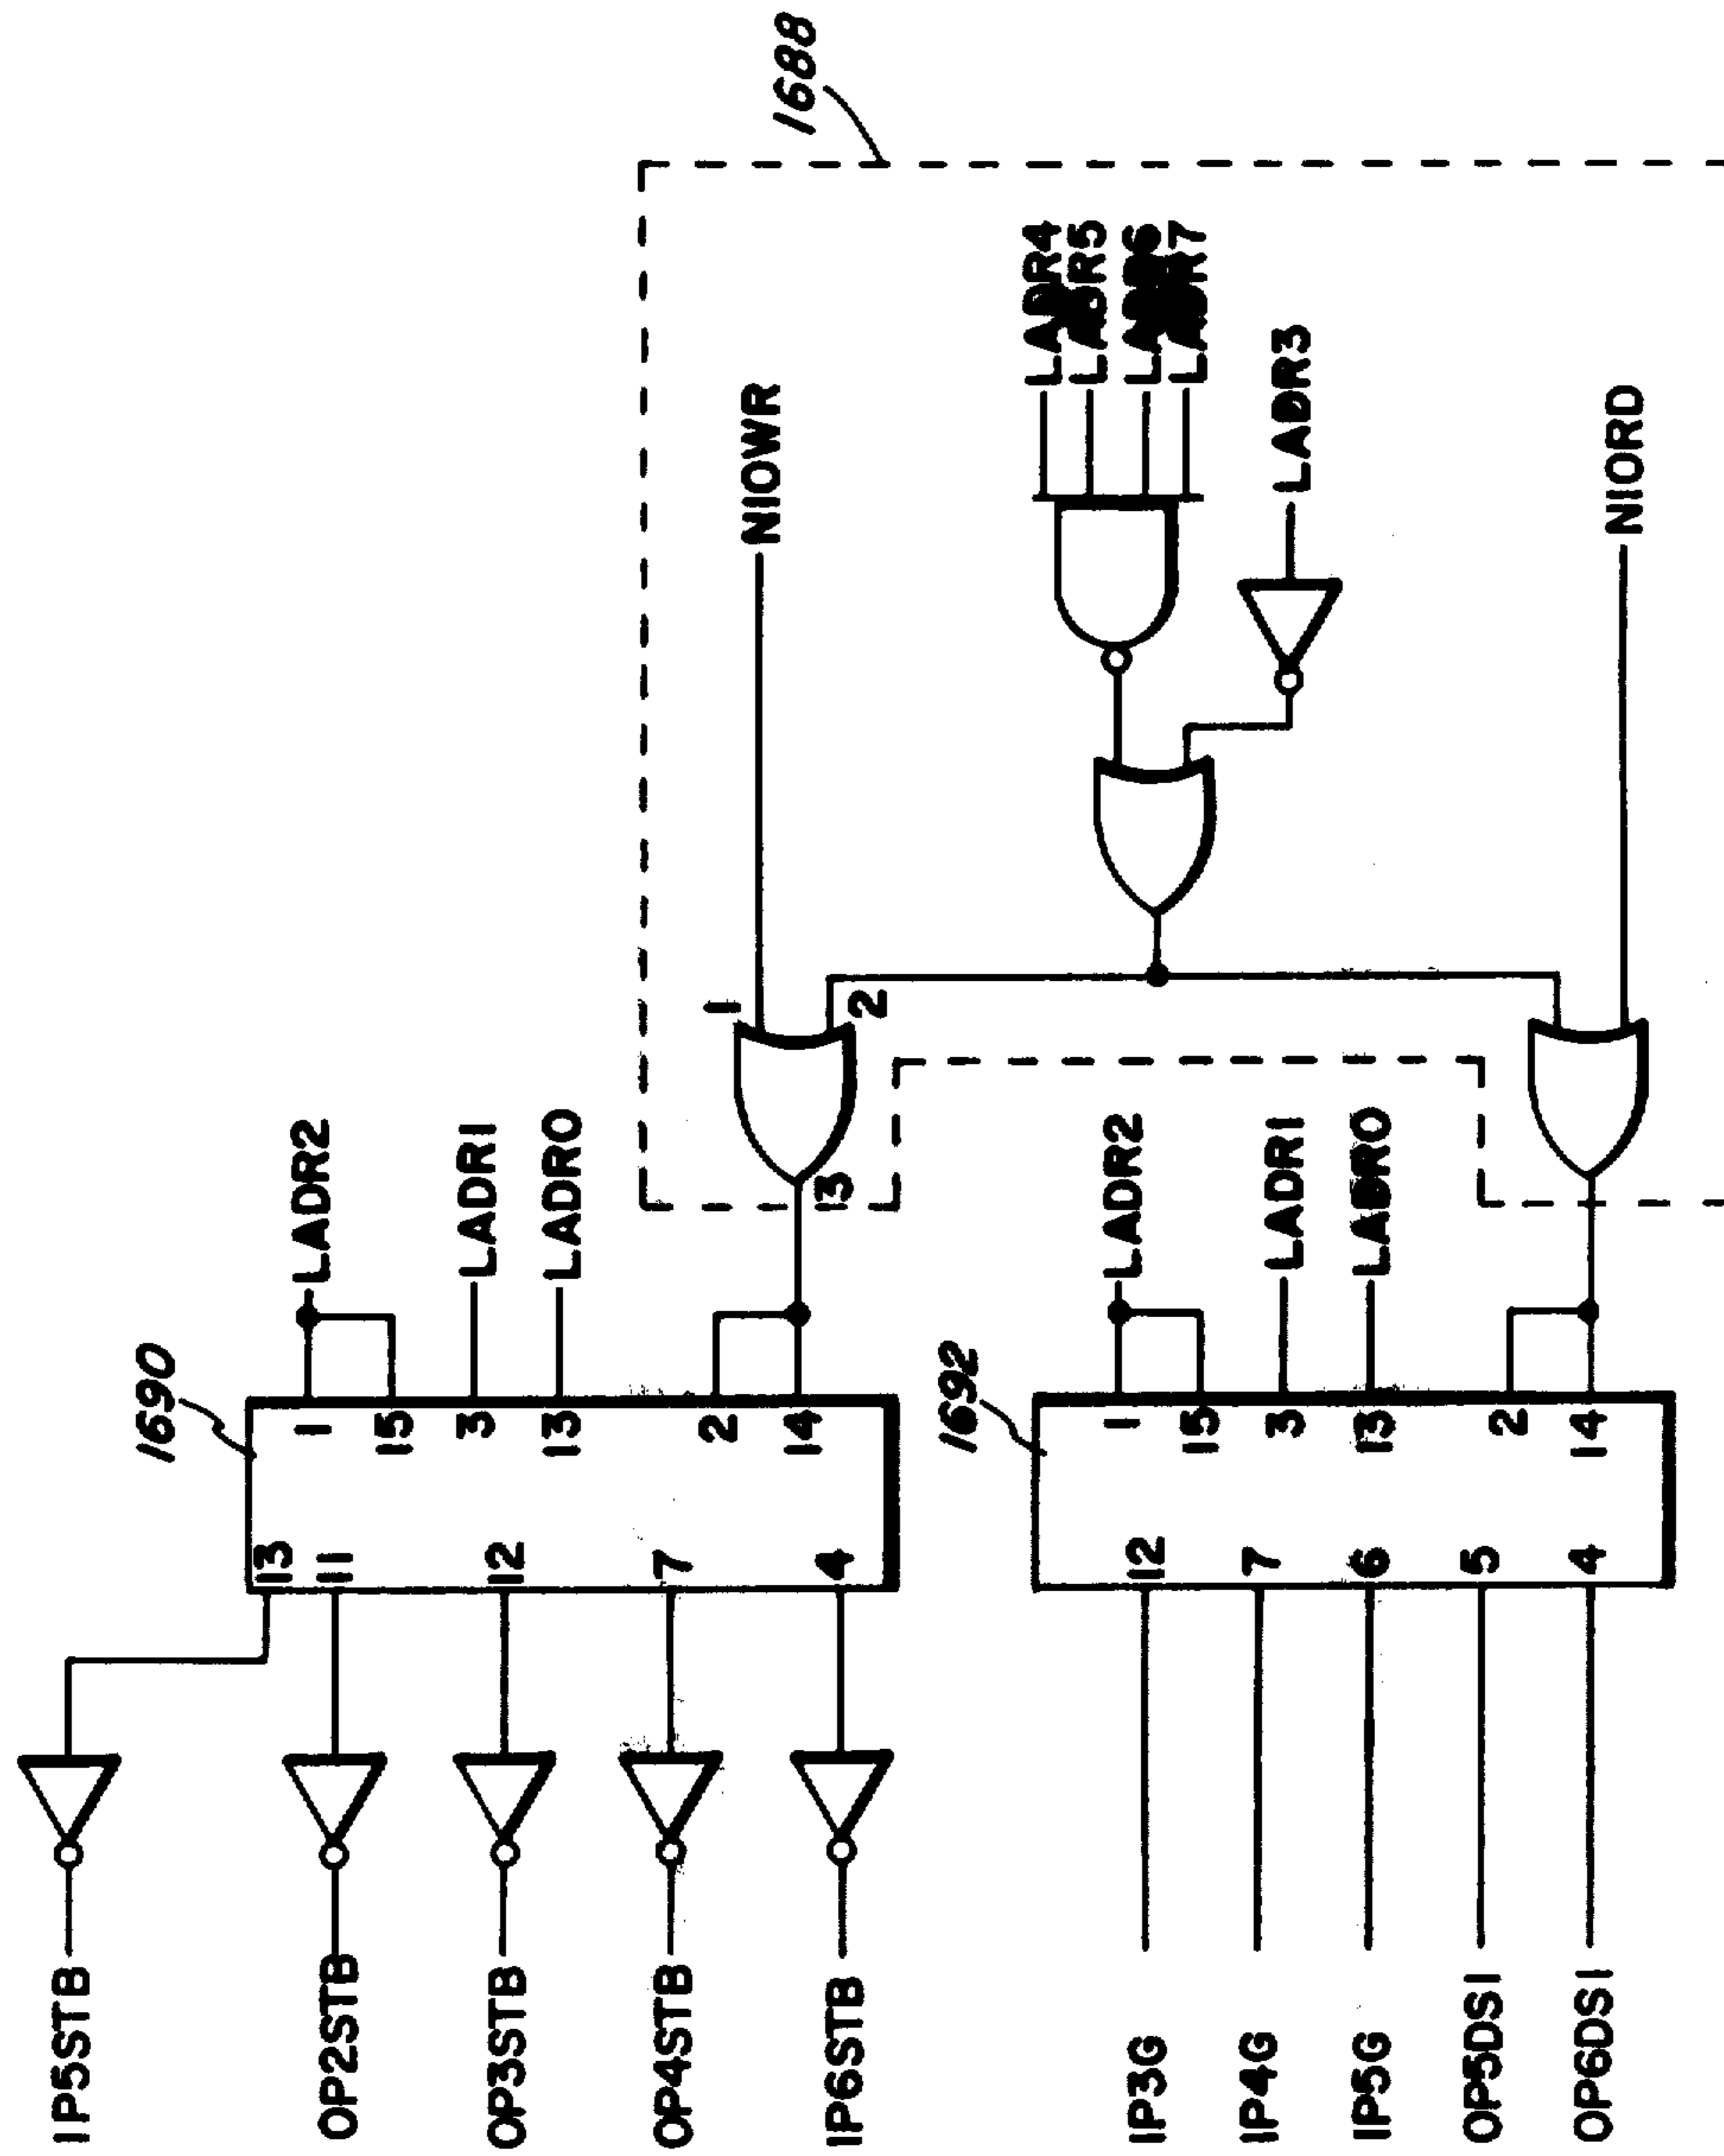 1688
NIOWR
LADR4
LADR5
LADR6
LADR7
LADR3
NIORD
1
2
13
LADR2
LADR1
LADR0
1690
1
15
3
13
2
14
13
11
12
7
4
IP5STB
OP2STB
OP3STB
OP4STB
IP6STB
LADR2
LADR1
LADR0
1692
1
15
3
13
2
14
12
7
6
5
4
IP3G
IP4G
IP5G
OP5DS1
OP6DS1